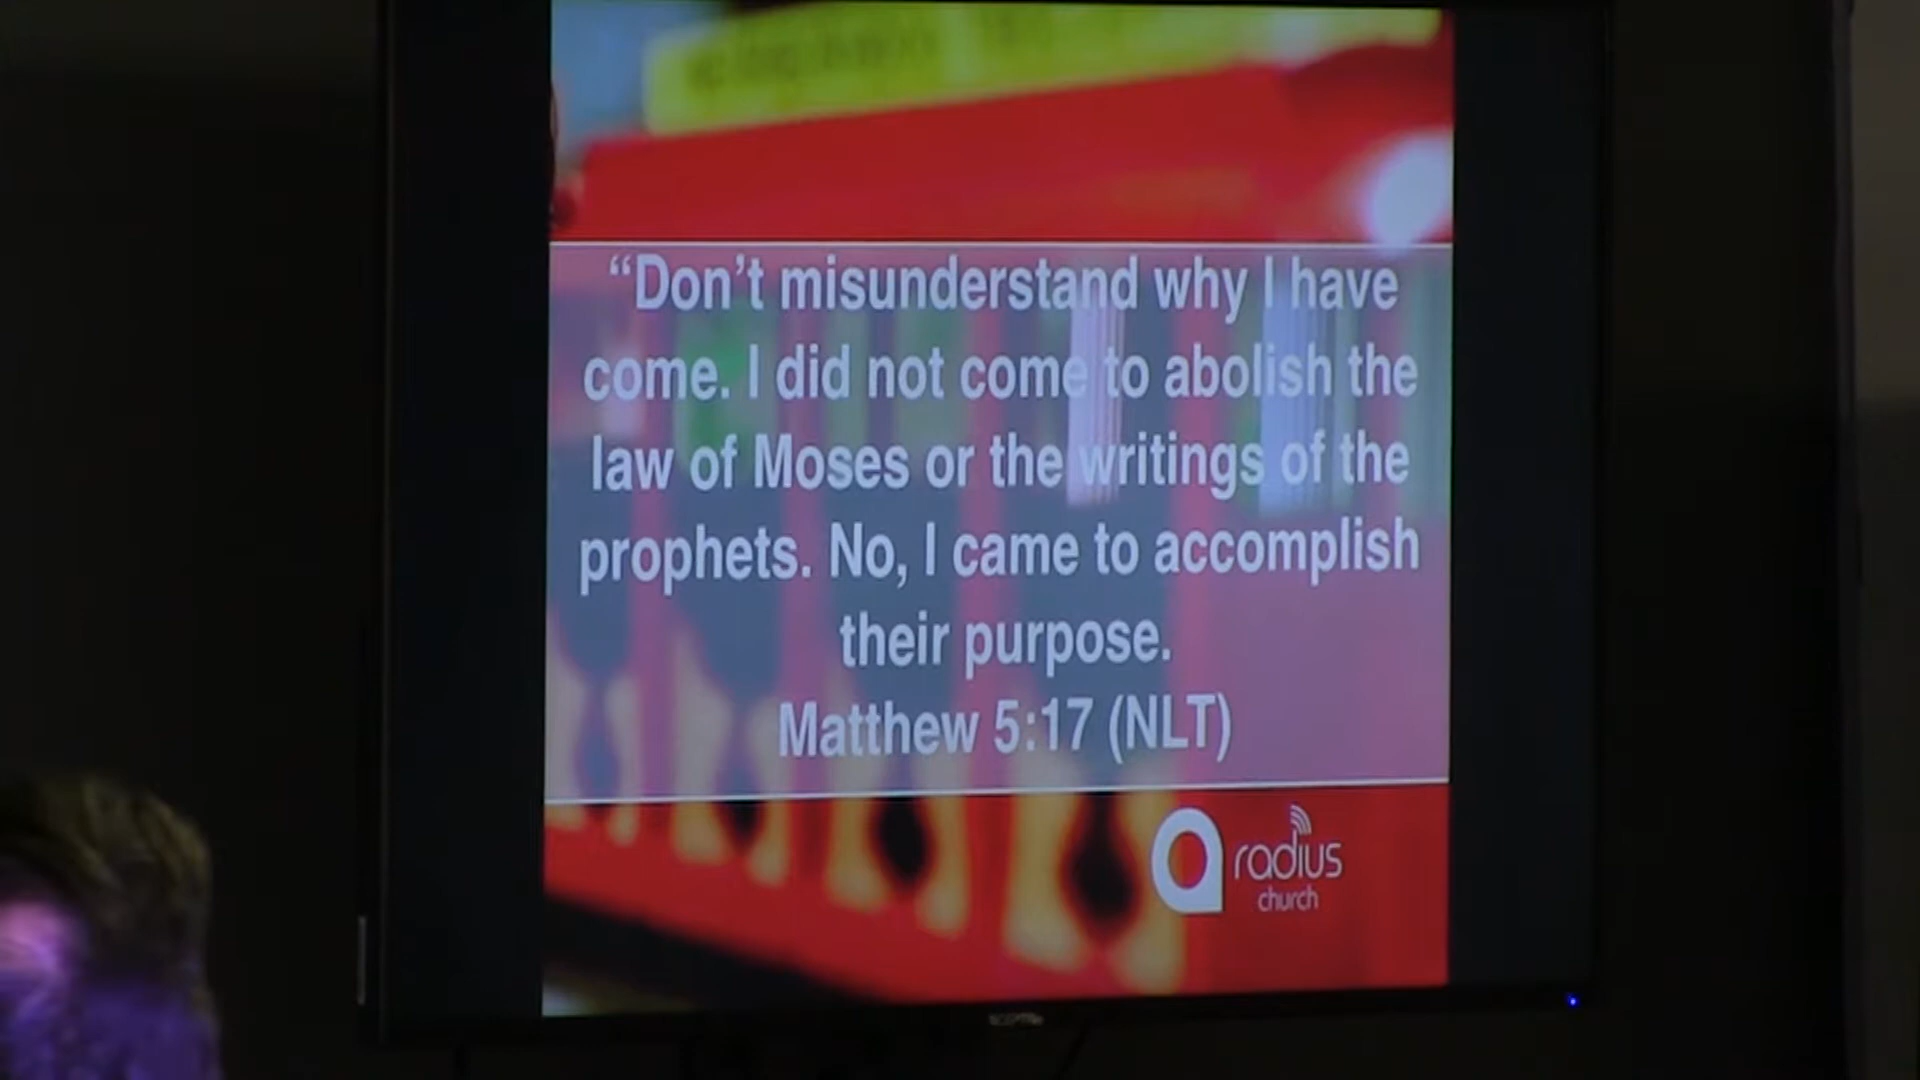 “Don’t misunderstand why I have
come. I did not come to abolish the
law of Moses or the writings of the
prophets. No, I came to accomplish
their purpose.
Matthew 5:17 (NLT)
radius
church